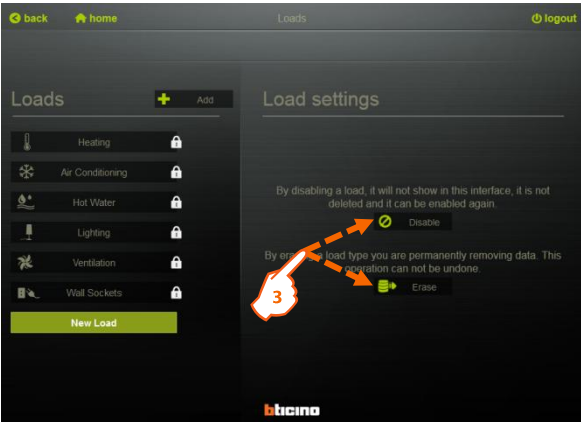 back home Loads logout
Loads Add Load settings
Heating
Air Conditioning
Hot Water
Lighting
Ventilation
Wall Sockets
New Load
By disabling a load, it will not show in this interface, it is not
deleted and it can be enabled again.
Disable
By erasing a load type you are permanently removing data. This
operation can not be undone.
Erase
3
bticino